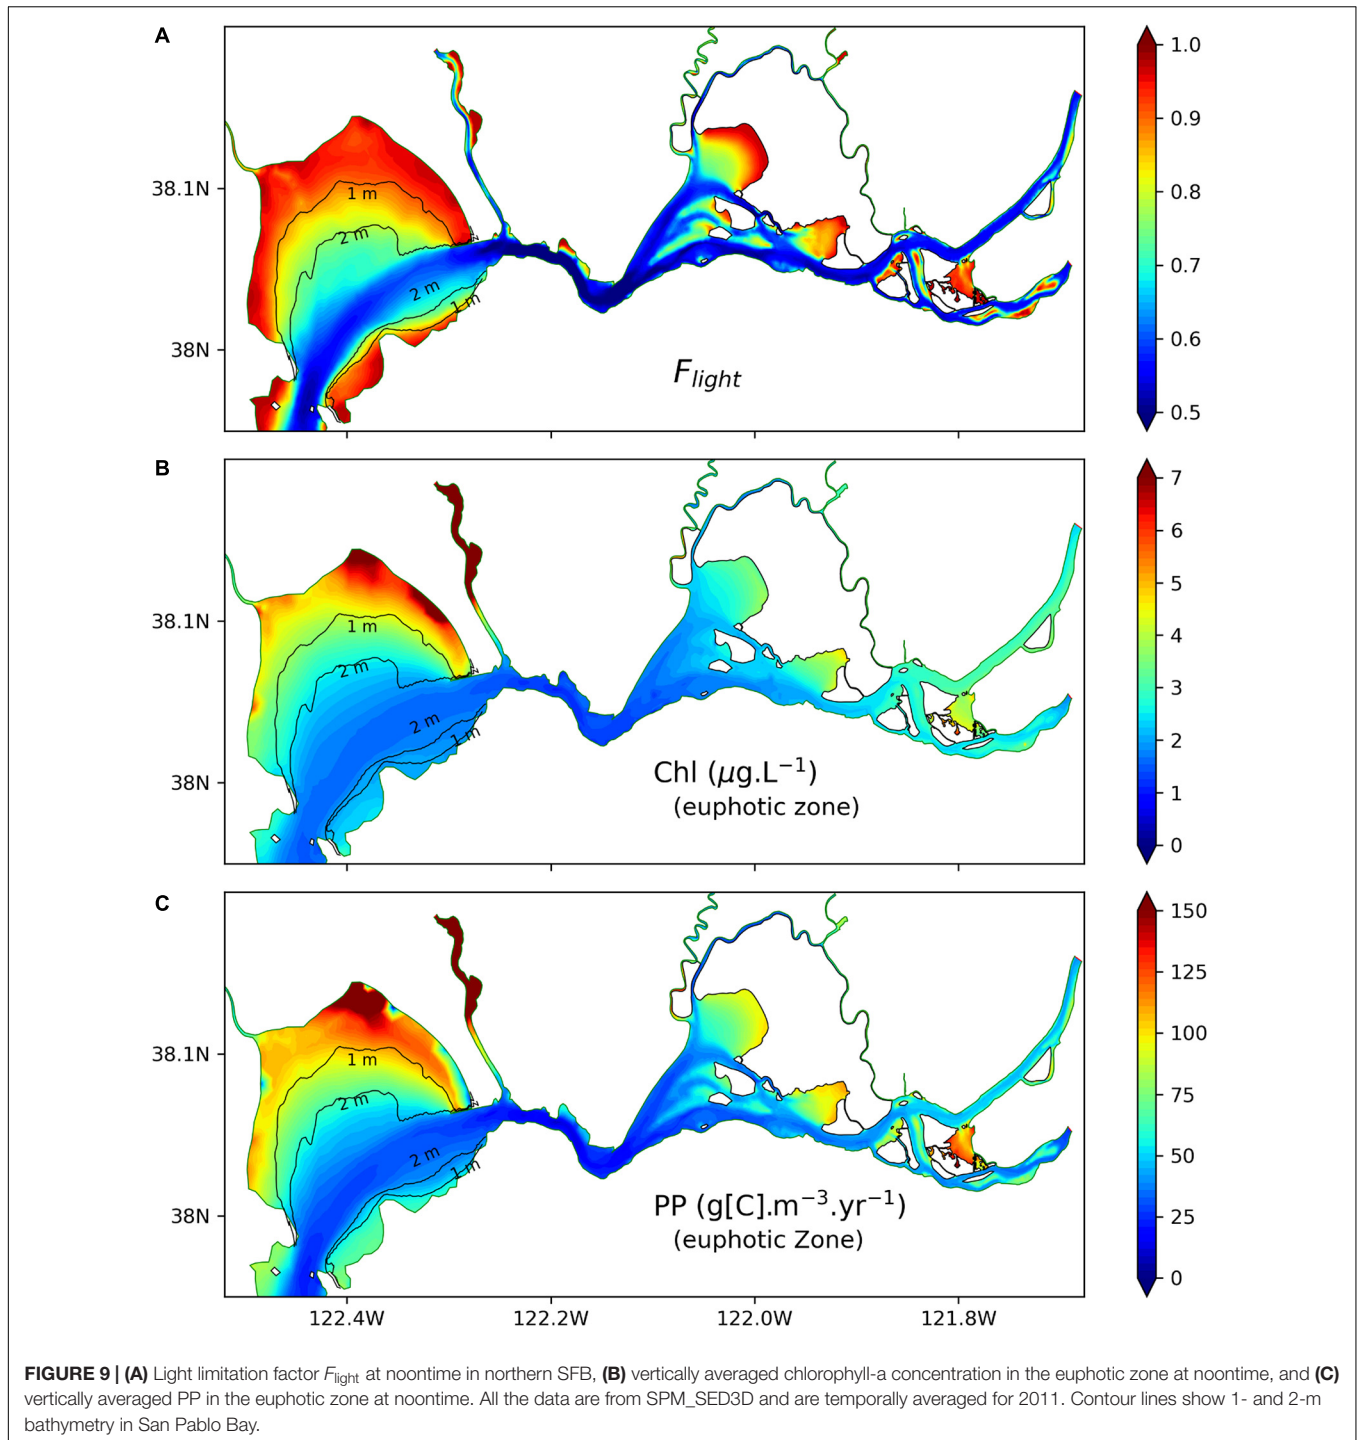 A
1.0
0.9
0.8
0.7
0.6
0.5
38.1N
38N
1 m
2 m
2 m
1 m
F_light
B
7
6
5
4
3
2
1
0
38.1N
38N
1 m
2 m
2 m
1 m
Chl (μg.L⁻¹)
(euphotic zone)
C
150
125
100
75
50
25
0
38.1N
38N
1 m
2 m
2 m
1 m
PP (g[C].m⁻³.yr⁻¹)
(euphotic Zone)
122.4W 122.2W 122.0W 121.8W
FIGURE 9 | (A) Light limitation factor F_light at noontime in northern SFB, (B) vertically averaged chlorophyll-a concentration in the euphotic zone at noontime, and (C)
vertically averaged PP in the euphotic zone at noontime. All the data are from SPM_SED3D and are temporally averaged for 2011. Contour lines show 1- and 2-m
bathymetry in San Pablo Bay.